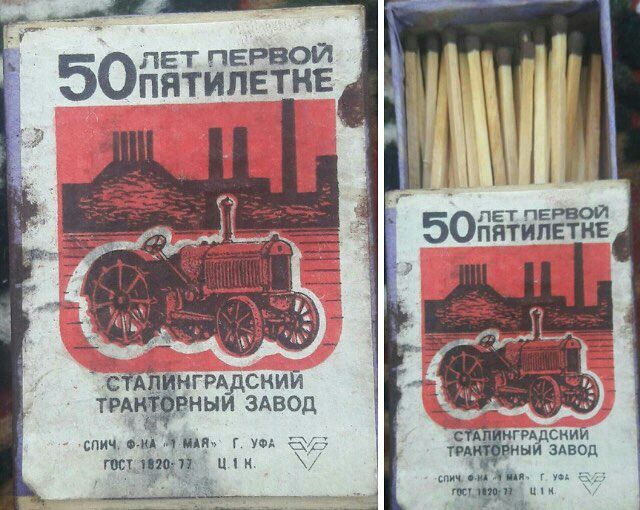 50 ЛЕТ ПЕРВОЙ
ПЯТИЛЕТКЕ
СТАЛИНГРАДСКИЙ
ТРАКТОРНЫЙ ЗАВОД
СПИЧ. Ф-КА «1 МАЯ» Г. УФА
ГОСТ 1820-77 Ц.1 К.
50 ЛЕТ ПЕРВОЙ
ПЯТИЛЕТКЕ
СТАЛИНГРАДСКИЙ
ТРАКТОРНЫЙ ЗАВОД
СПИЧ. Ф-КА «1 МАЯ» Г. УФА
ГОСТ 1820-77 Ц.1 К.